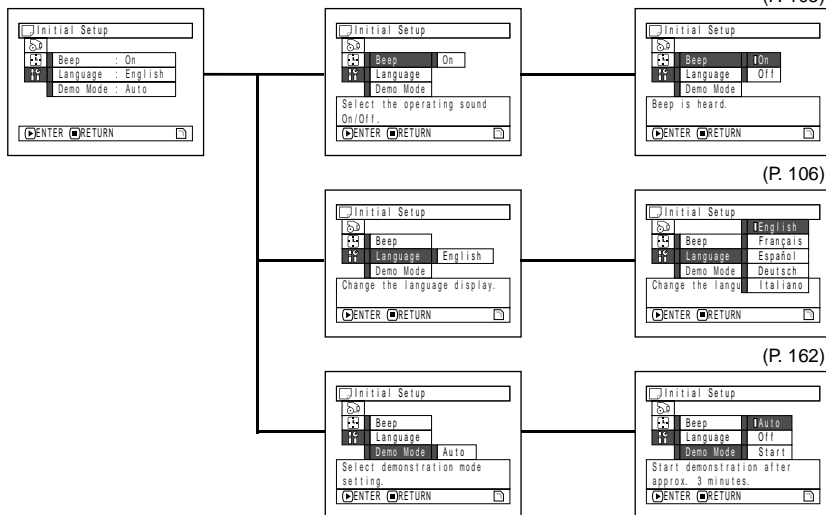 Initial Setup
Beep : On
Language : English
Demo Mode : Auto
ENTER RETURN
Initial Setup
Beep On
Language
Demo Mode
Select the operating sound
On/Off.
ENTER RETURN
Initial Setup
Beep On
Language Off
Demo Mode
Beep is heard.
ENTER RETURN
(P. 106)
Initial Setup
Beep
Language English
Demo Mode
Change the language display.
ENTER RETURN
Initial Setup
English
Beep Français
Language Español
Demo Mode Deutsch
Change the langu Italiano
ENTER RETURN
(P. 162)
Initial Setup
Beep
Language
Demo Mode Auto
Select demonstration mode
setting.
ENTER RETURN
Initial Setup
Beep Auto
Language Off
Demo Mode Start
Start demonstration after
approx. 3 minutes.
ENTER RETURN